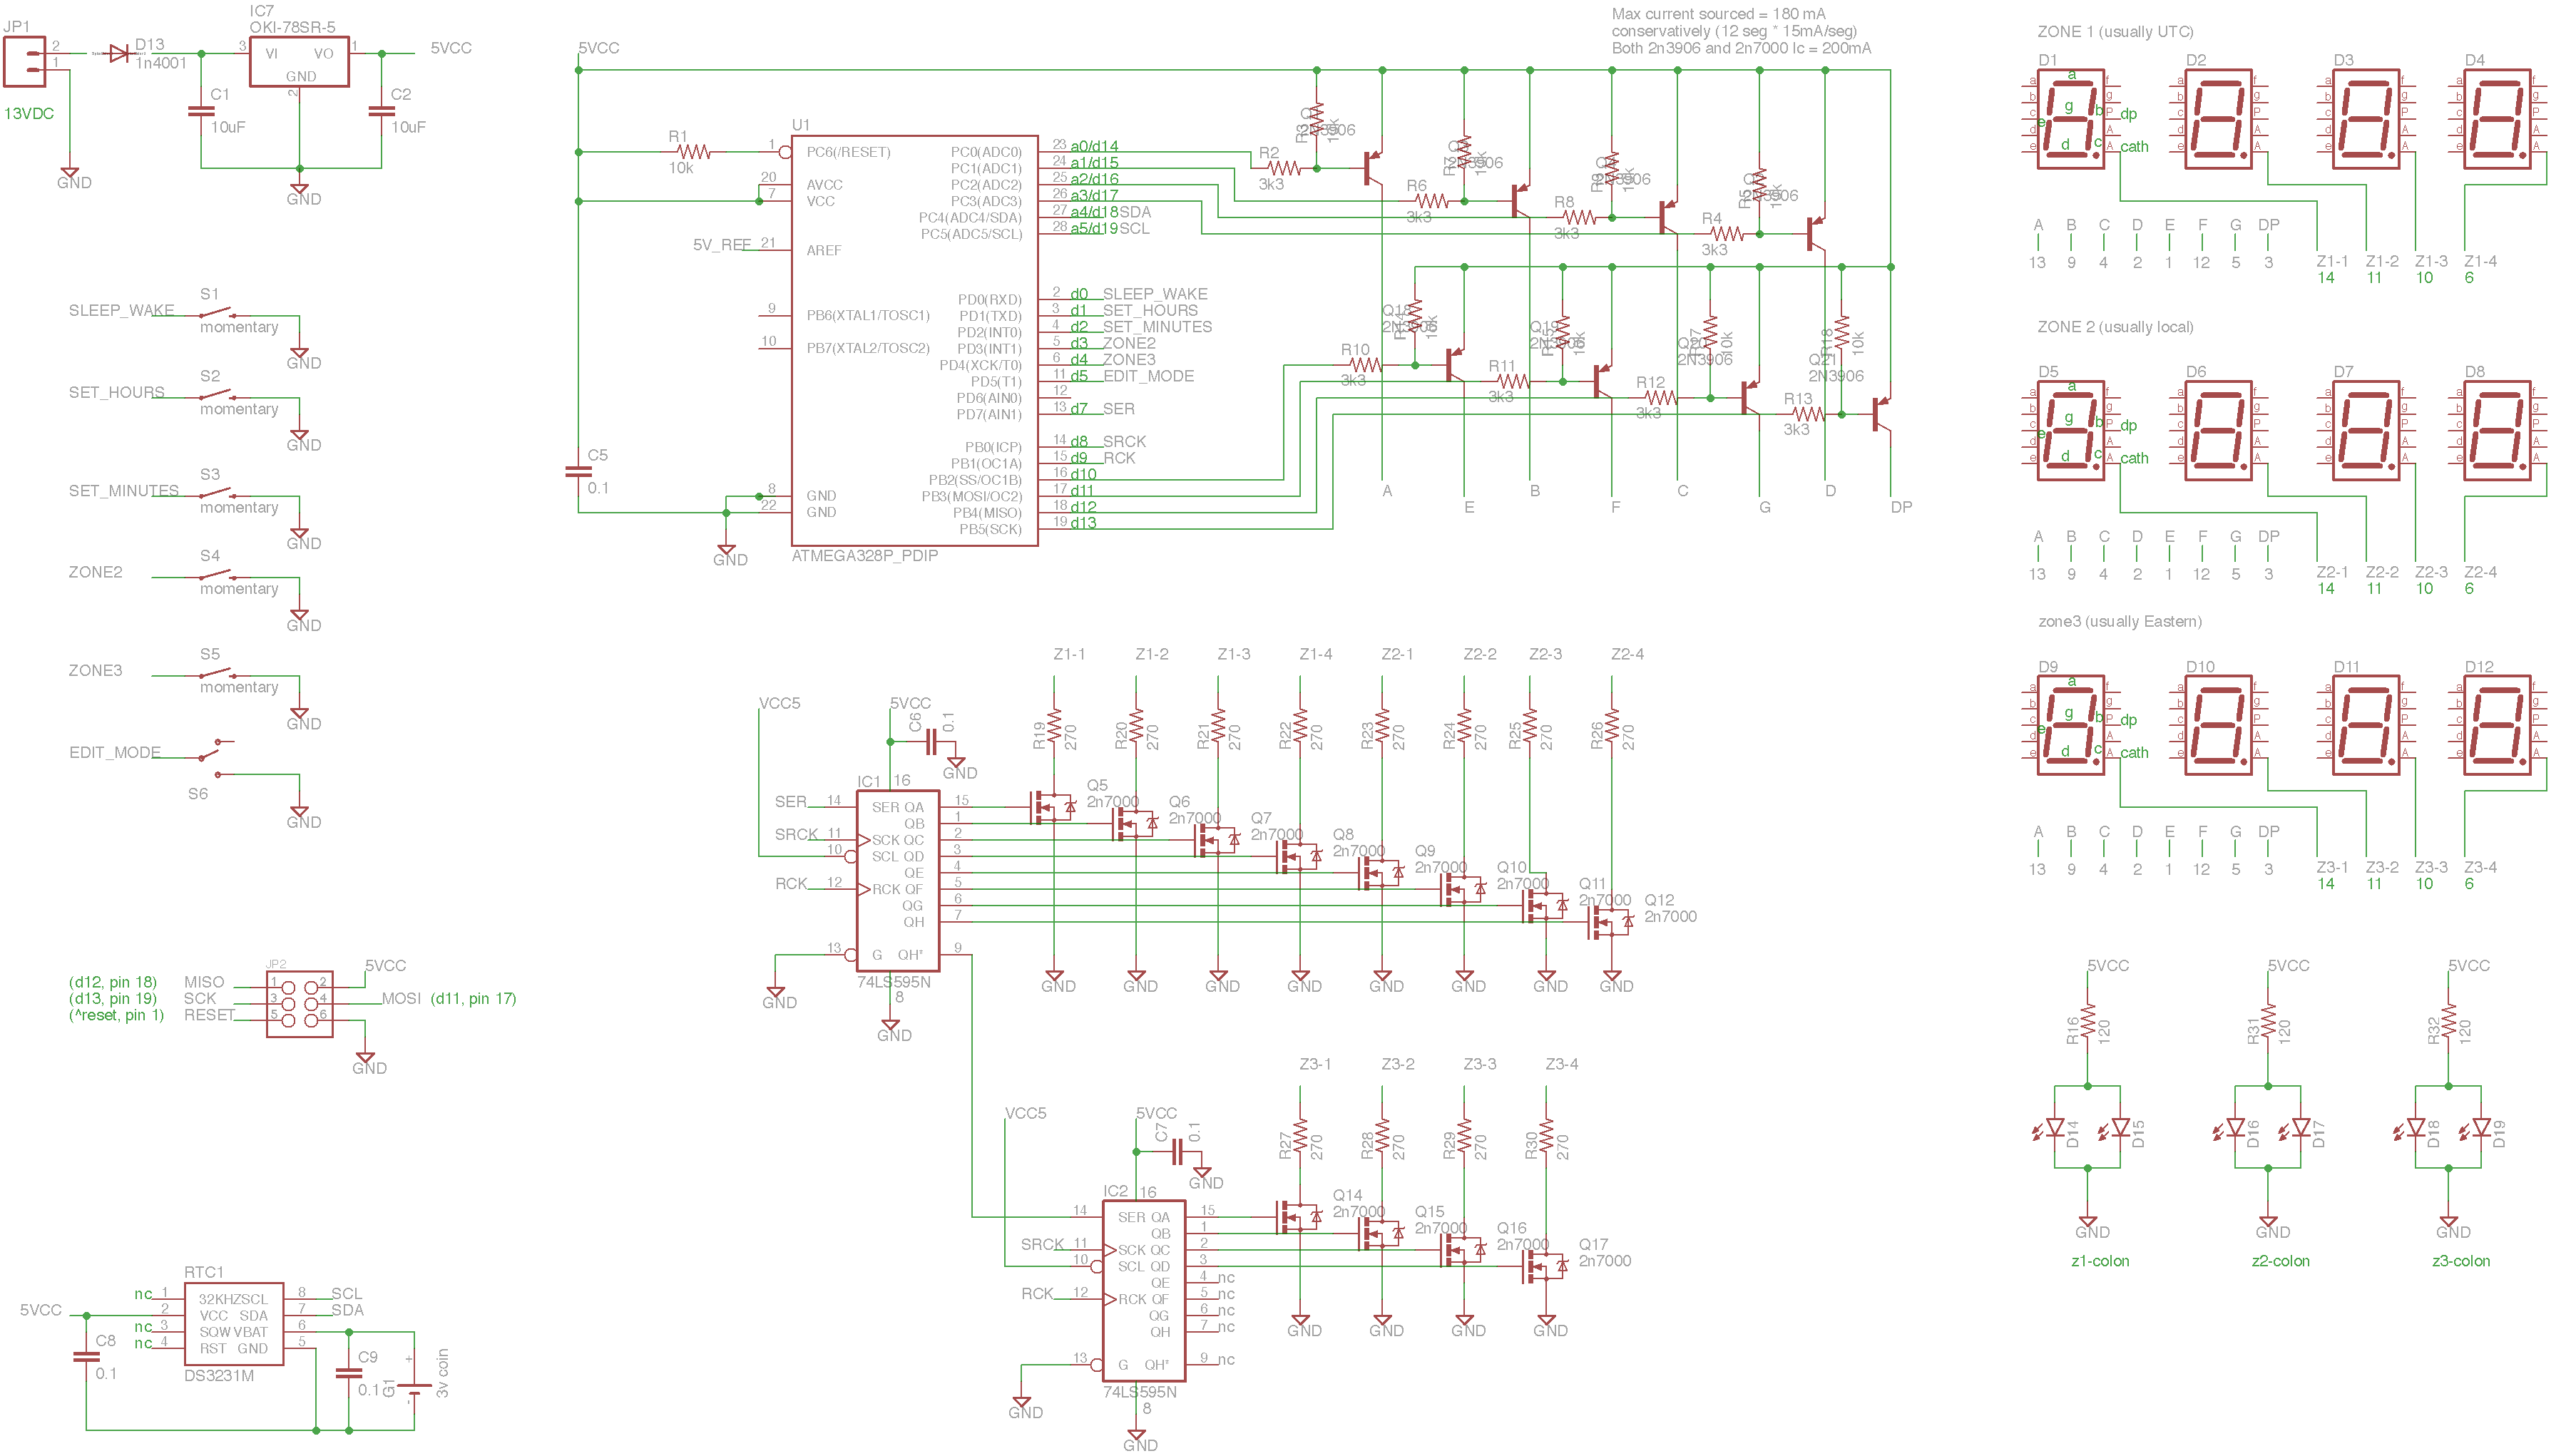 JP1
2
1
13VDC
GND
D13
1n4001
IC7
OKI-78SR-5
3
VI
VO
1
GND
2
5VCC
C1
10uF
C2
10uF
GND
SLEEP_WAKE
S1
momentary
GND
SET_HOURS
S2
momentary
GND
SET_MINUTES
S3
momentary
GND
ZONE2
S4
momentary
GND
ZONE3
S5
momentary
GND
EDIT_MODE
S6
GND
JP2
(d12, pin 18) MISO 1 2 5VCC
(d13, pin 19) SCK 3 4 MOSI (d11, pin 17)
(^reset, pin 1) RESET 5 6
GND
RTC1
nc 1 32KHZ SCL 8 SCL
5VCC 2 VCC SDA 7 SDA
nc 3 SQW VBAT 6
nc 4 RST GND 5
DS3231M
C8
0.1
C9
0.1
G1
+
-
3v coin
5VCC
R1
10k
C5
0.1
GND
U1
1 PC6(/RESET)
20 AVCC
7 VCC
5V_REF 21 AREF
9 PB6(XTAL1/TOSC1)
10 PB7(XTAL2/TOSC2)
8 GND
22 GND
PC0(ADC0) 23 a0/d14
PC1(ADC1) 24 a1/d15
PC2(ADC2) 25 a2/d16
PC3(ADC3) 26 a3/d17
PC4(ADC4/SDA) 27 a4/d18 SDA
PC5(ADC5/SCL) 28 a5/d19 SCL
PD0(RXD) 2 d0 SLEEP_WAKE
PD1(TXD) 3 d1 SET_HOURS
PD2(INT0) 4 d2 SET_MINUTES
PD3(INT1) 5 d3 ZONE2
PD4(XCK/T0) 6 d4 ZONE3
PD5(T1) 11 d5 EDIT_MODE
PD6(AIN0) 12
PD7(AIN1) 13 d7 SER
PB0(ICP) 14 d8 SRCK
PB1(OC1A) 15 d9 RCK
PB2(SS/OC1B) 16 d10
PB3(MOSI/OC2) 17 d11
PB4(MISO) 18 d12
PB5(SCK) 19 d13
ATMEGA328P_PDIP
Max current sourced = 180 mA
conservatively (12 seg * 15mA/seg)
Both 2n3906 and 2n7000 Ic = 200mA
R2
3k3
R6
3k3
R8
3k3
R4
3k3
R10
3k3
R11
3k3
R12
3k3
R13
3k3
2N3906
2N3906
Q21
2N3906
R18
10k
10k
A
E
B
F
C
G
D
DP
VCC5
5VCC
C6
0.1
GND
IC1
16
SER 14 SER QA 15
QB 1
SRCK 11 SCK QC 2
10 SCL QD 3
QE 4
RCK 12 RCK QF 5
QG 6
QH 7
13 G QH* 9
74LS595N
8
GND
GND
Z1-1
Z1-2
Z1-3
Z1-4
Z2-1
Z2-2
Z2-3
Z2-4
R19
270
R20
270
R21
270
R22
270
R23
270
R24
270
R25
270
R26
270
Q5
2n7000
Q6
2n7000
Q7
2n7000
Q8
2n7000
Q9
2n7000
Q10
2n7000
Q11
2n7000
Q12
2n7000
GND
GND
GND
GND
GND
GND
GND
GND
VCC5
5VCC
C7
0.1
GND
IC2
16
14 SER QA 15
QB 1
SRCK 11 SCK QC 2
10 SCL QD 3
QE 4 nc
RCK 12 RCK QF 5 nc
QG 6 nc
QH 7 nc
13 G QH* 9 nc
74LS595N
8
GND
GND
Z3-1
Z3-2
Z3-3
Z3-4
R27
270
R28
270
R29
270
R30
270
Q14
2n7000
Q15
2n7000
Q16
2n7000
Q17
2n7000
GND
GND
GND
GND
ZONE 1 (usually UTC)
D1
D2
D3
D4
a
b
c
d
e
f
g
P
A
A
dp
cath
A B C D E F G DP
13 9 4 2 1 12 5 3
Z1-1 Z1-2 Z1-3 Z1-4
14 11 10 6
ZONE 2 (usually local)
D5
D6
D7
D8
a
b
c
d
e
f
g
P
A
A
dp
cath
A B C D E F G DP
13 9 4 2 1 12 5 3
Z2-1 Z2-2 Z2-3 Z2-4
14 11 10 6
zone3 (usually Eastern)
D9
D10
D11
D12
a
b
c
d
e
f
g
P
A
A
dp
cath
A B C D E F G DP
13 9 4 2 1 12 5 3
Z3-1 Z3-2 Z3-3 Z3-4
14 11 10 6
5VCC
R16
120
D14
D15
GND
z1-colon
5VCC
R31
120
D16
D17
GND
z2-colon
5VCC
R32
120
D18
D19
GND
z3-colon